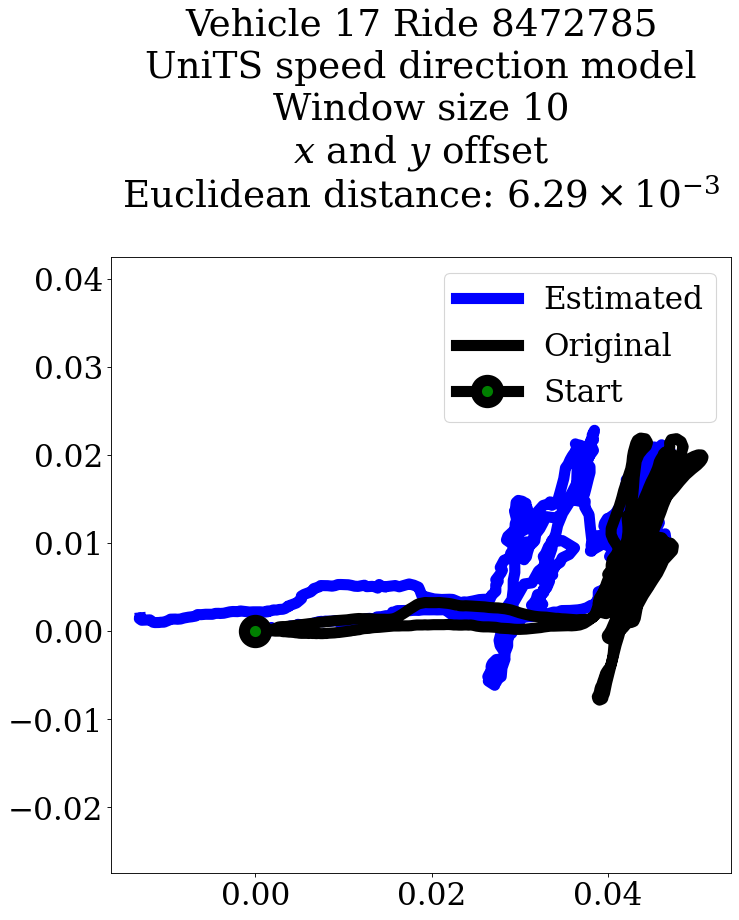 Vehicle 17 Ride 8472785
UniTS speed direction model
Window size 10
x and y offset
Euclidean distance: 6.29 × 10⁻³
Estimated
Original
Start
0.04
0.03
0.02
0.01
0.00
−0.01
−0.02
0.00 0.02 0.04